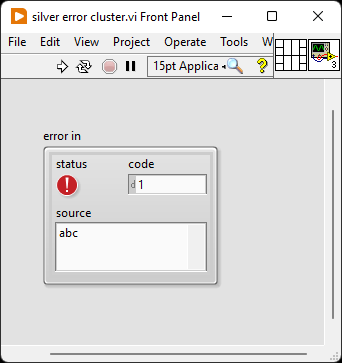 silver error cluster.vi Front Panel
File Edit View Project Operate Tools W
15pt Applica
?
3
error in
status code
!
d 1
source
abc